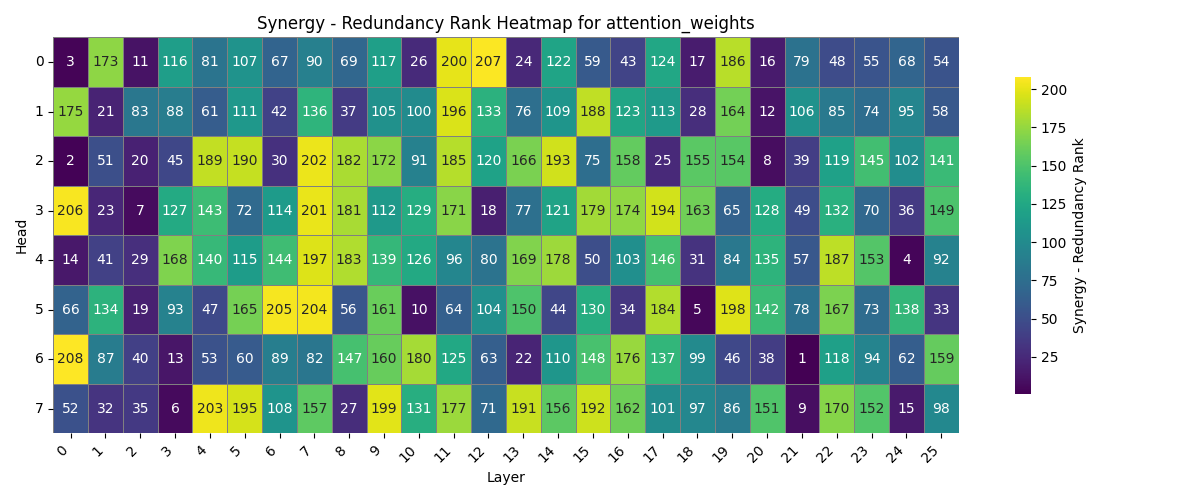 Synergy - Redundancy Rank Heatmap for attention_weights
0 3 173 11 116 81 107 67 90 69 117 26 200 207 24 122 59 43 124 17 186 16 79 48 55 68 54
1 175 21 83 88 61 111 42 136 37 105 100 196 133 76 109 188 123 113 28 164 12 106 85 74 95 58
2 2 51 20 45 189 190 30 202 182 172 91 185 120 166 193 75 158 25 155 154 8 39 119 145 102 141
3 206 23 7 127 143 72 114 201 181 112 129 171 18 77 121 179 174 194 163 65 128 49 132 70 36 149
4 14 41 29 168 140 115 144 197 183 139 126 96 80 169 178 50 103 146 31 84 135 57 187 153 4 92
5 66 134 19 93 47 165 205 204 56 161 10 64 104 150 44 130 34 184 5 198 142 78 167 73 138 33
6 208 87 40 13 53 60 89 82 147 160 180 125 63 22 110 148 176 137 99 46 38 1 118 94 62 159
7 52 32 35 6 203 195 108 157 27 199 131 177 71 191 156 192 162 101 97 86 151 9 170 152 15 98
Head
0 1 2 3 4 5 6 7 8 9 10 11 12 13 14 15 16 17 18 19 20 21 22 23 24 25
Layer
200
175
150
125
100
75
50
25
Synergy - Redundancy Rank